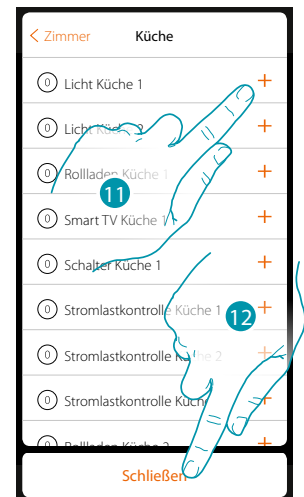 < Zimmer Küche
0 Licht Küche 1 +
0 Licht Küche 2 +
0 Rollladen Küche 1 +
11
0 Smart TV Küche 1 +
0 Schalter Küche 1 +
0 Stromlastkontrolle Küche 1 +
12
0 Stromlastkontrolle Küche 2 +
0 Stromlastkontrolle Küche +
0 Rollladen Küche 2 +
Schließen